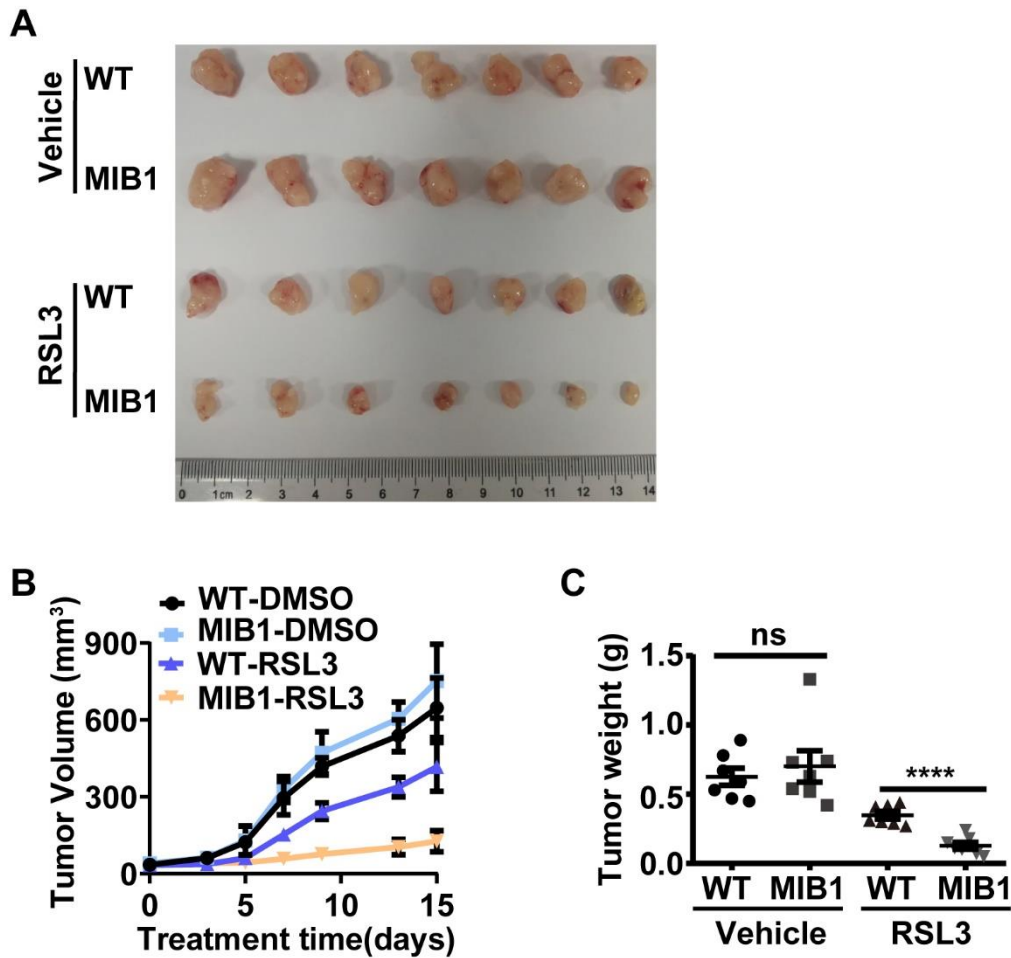 A
Vehicle
WT
MIB1
RSL3
WT
MIB1
0 1cm 2 3 4 5 6 7 8 9 10 11 12 13 14
B
WT-DMSO
MIB1-DMSO
WT-RSL3
MIB1-RSL3
Tumor Volume (mm³)
900
600
300
0
0 5 10 15
Treatment time(days)
C
Tumor weight (g)
1.5
1.0
0.5
0.0
ns
****
WT MIB1 WT MIB1
Vehicle RSL3